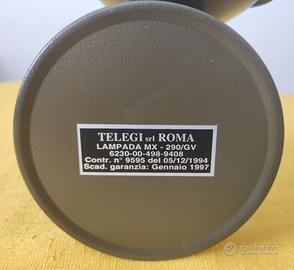 TELEGI srl ROMA
LAMPADA MX - 290/GV
6230-00-498-9408
Contr. n° 9595 del 05/12/1994
Scad. garanzia: Gennaio 1997
subito